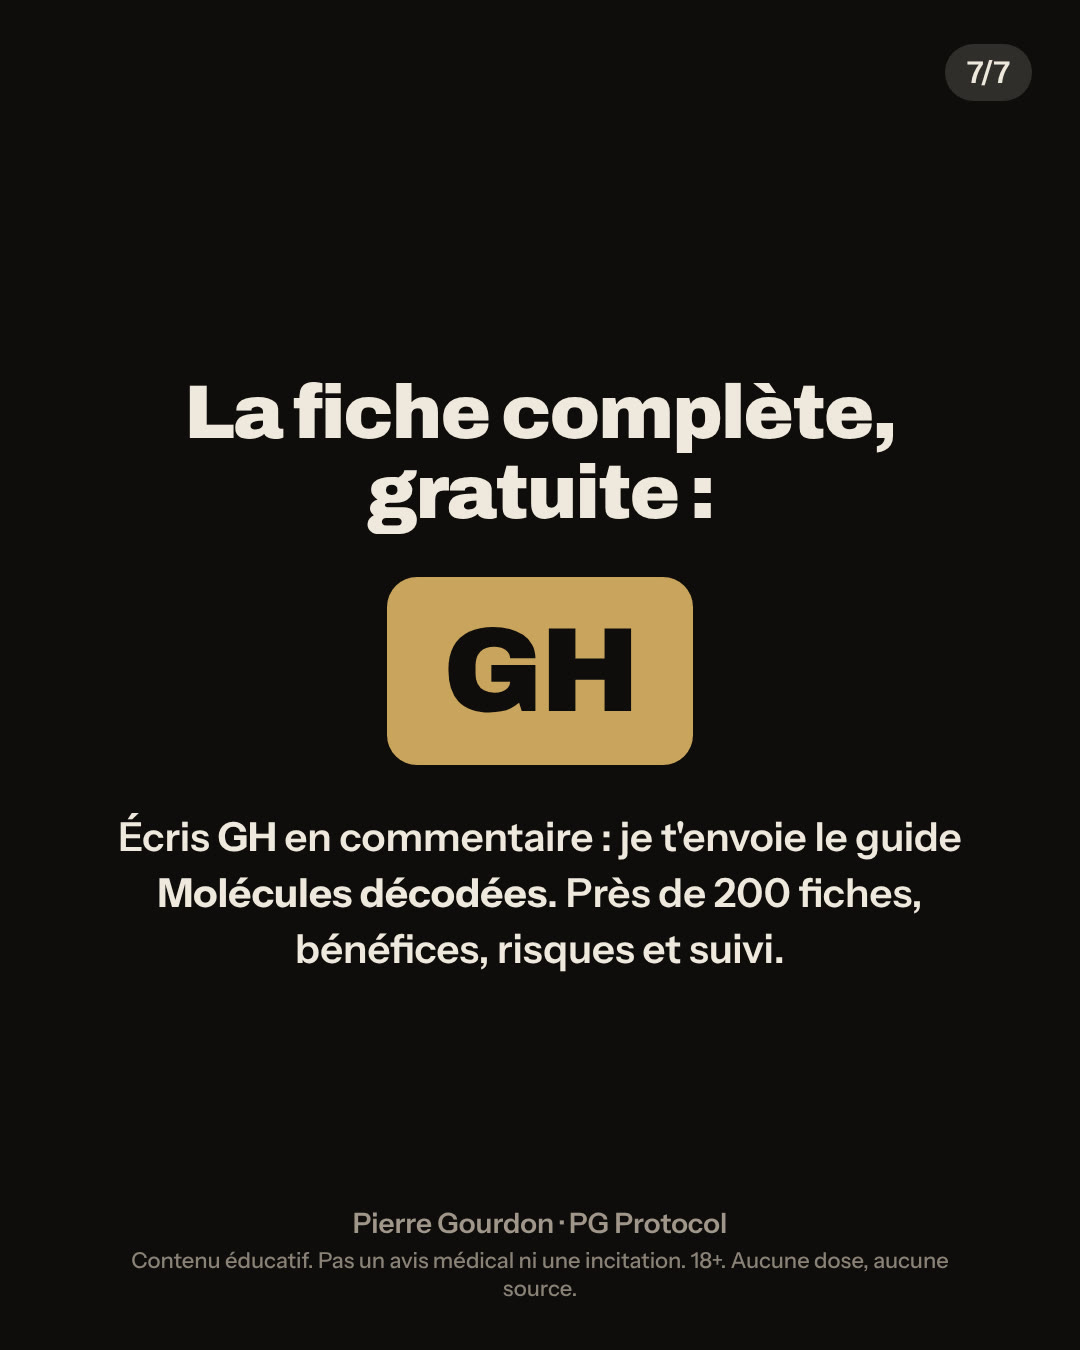 7/7
La fiche complète,
gratuite :
GH
Écris GH en commentaire : je t'envoie le guide
Molécules décodées. Près de 200 fiches,
bénéfices, risques et suivi.
Pierre Gourdon · PG Protocol
Contenu éducatif. Pas un avis médical ni une incitation. 18+. Aucune dose, aucune
source.